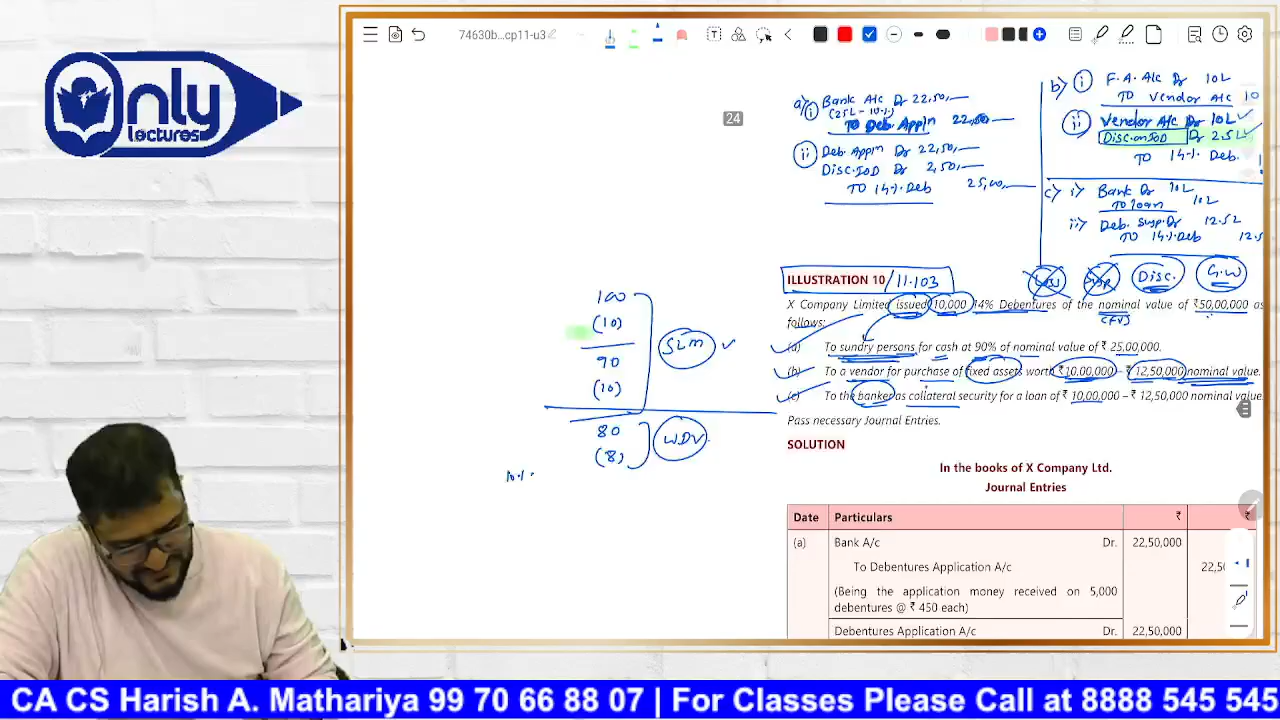 Only
lectures
74630b...cp11-u3
24
a) i) Bank A/c Dr 22,50,—
(25L - 10%)
To Deb. Appln 22,50—
ii) Deb. Appln Dr 22,50,—
Disc. IOD Dr 2,50,—
To 14% Deb 25,00,—
b) i) F.A. A/c Dr 10L
To Vendor A/c 10
ii) Vendor A/c Dr 10L
Disc. on IOD Dr 2.5L
To 14% Deb.
c) i) Bank Dr 10L
To loan 10L
ii) Deb. Susp. Dr 12.5L
To 14% Deb 12.5
Loss Susp Disc. G.W
ILLUSTRATION 10 / 11.103
X Company Limited issued 10,000 14% Debentures of the nominal value of ₹50,00,000 as
follows:
(FV)
(a) To sundry persons for cash at 90% of nominal value of ₹ 25,00,000.
(b) To a vendor for purchase of fixed assets worth ₹10,00,000 – ₹ 12,50,000 nominal value.
(c) To the banker as collateral security for a loan of ₹ 10,00,000 – ₹ 12,50,000 nominal value.
Pass necessary Journal Entries.
SOLUTION
In the books of X Company Ltd.
Journal Entries
Date Particulars ₹ ₹
(a) Bank A/c Dr. 22,50,000
To Debentures Application A/c 22,50
(Being the application money received on 5,000
debentures @ ₹ 450 each)
Debentures Application A/c Dr. 22,50,000
100
(10)
SLM
90
(10)
80
(8)
WDV
10%
CA CS Harish A. Mathariya 99 70 66 88 07 | For Classes Please Call at 8888 545 545